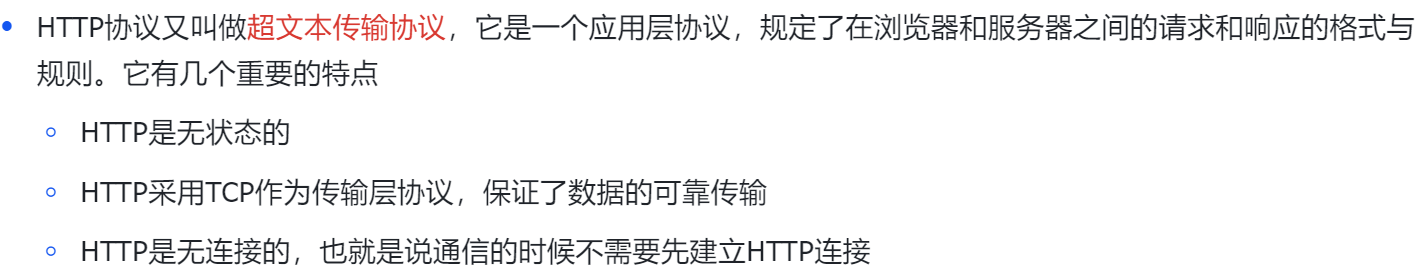 HTTP协议又叫做超文本传输协议，它是一个应用层协议，规定了在浏览器和服务器之间的请求和响应的格式与
规则。它有几个重要的特点
HTTP是无状态的
HTTP采用TCP作为传输层协议，保证了数据的可靠传输
HTTP是无连接的，也就是说通信的时候不需要先建立HTTP连接